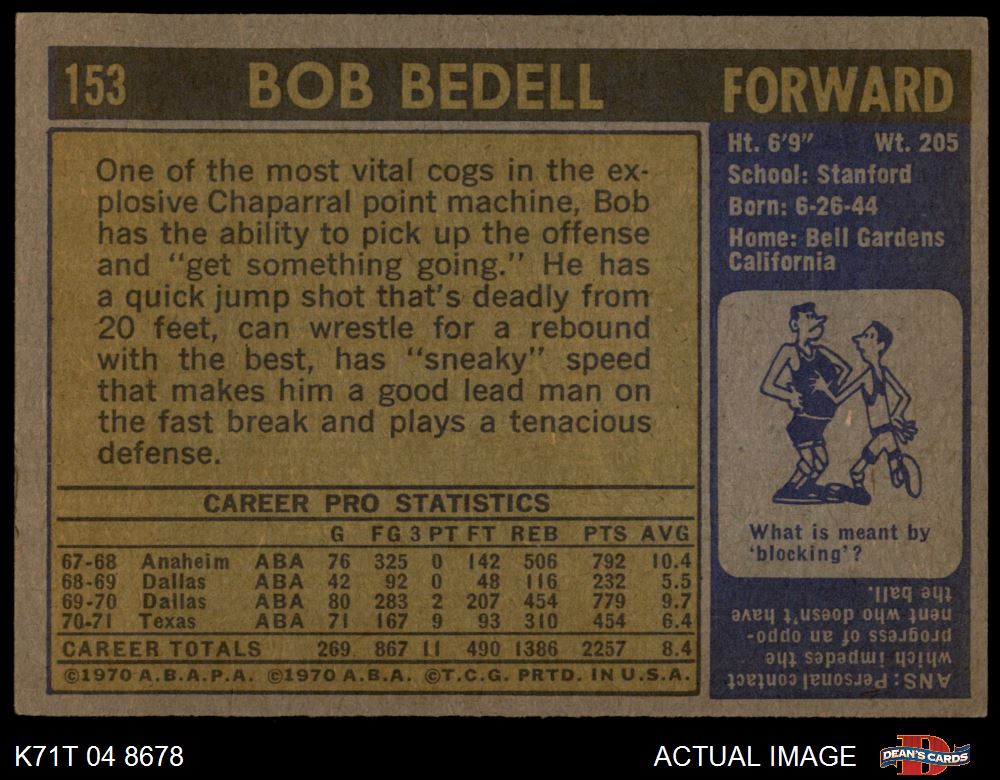 153 BOB BEDELL FORWARD
One of the most vital cogs in the ex-
plosive Chaparral point machine, Bob
has the ability to pick up the offense
and "get something going." He has
a quick jump shot that's deadly from
20 feet, can wrestle for a rebound
with the best, has "sneaky" speed
that makes him a good lead man on
the fast break and plays a tenacious
defense.
CAREER PRO STATISTICS
G FG 3 PT FT REB PTS AVG
67-68 Anaheim ABA 76 325 0 142 506 792 10.4
68-69 Dallas ABA 42 92 0 48 116 232 5.5
69-70 Dallas ABA 80 283 2 207 454 779 9.7
70-71 Texas ABA 71 167 9 93 310 454 6.4
CAREER TOTALS 269 867 11 490 1386 2257 8.4
©1970 A.B.A.P.A. ©1970 A.B.A. ©T.C.G. PRTD. IN U.S.A.
Ht. 6'9" Wt. 205
School: Stanford
Born: 6-26-44
Home: Bell Gardens
California
What is meant by
'blocking'?
ANS: Personal contact
which impedes the
progress of an oppo-
nent who doesn't have
the ball.
K71T 04 8678 ACTUAL IMAGE DEAN'S CARDS